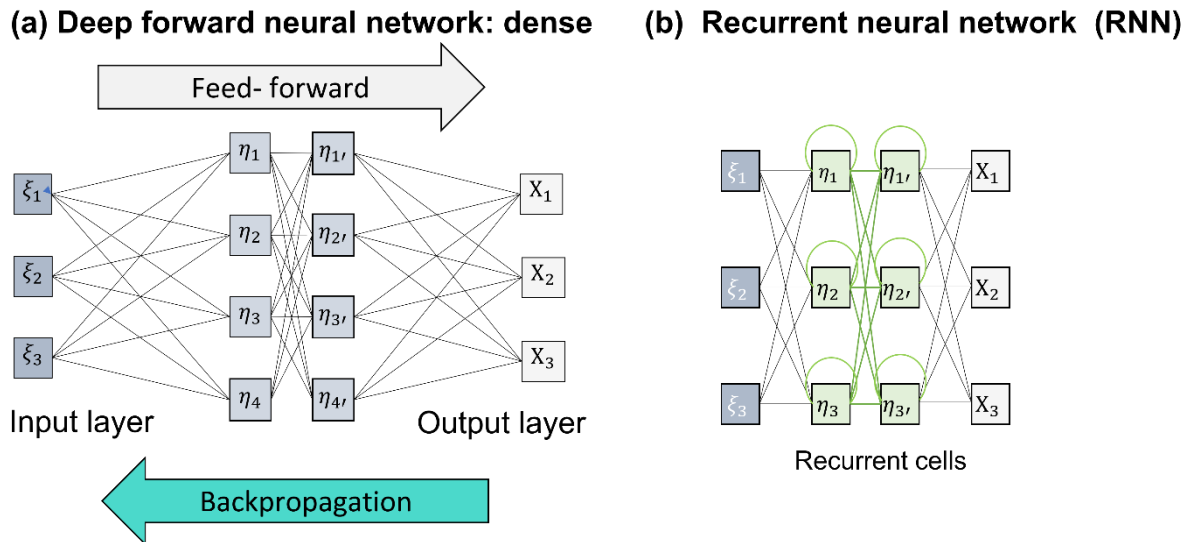 (a) Deep forward neural network: dense
Feed- forward
ξ₁
ξ₂
ξ₃
η₁
η₂
η₃
η₄
η₁′
η₂′
η₃′
η₄′
X₁
X₂
X₃
Input layer
Output layer
Backpropagation
(b) Recurrent neural network (RNN)
ξ₁
ξ₂
ξ₃
η₁
η₂
η₃
η₁′
η₂′
η₃′
X₁
X₂
X₃
Recurrent cells